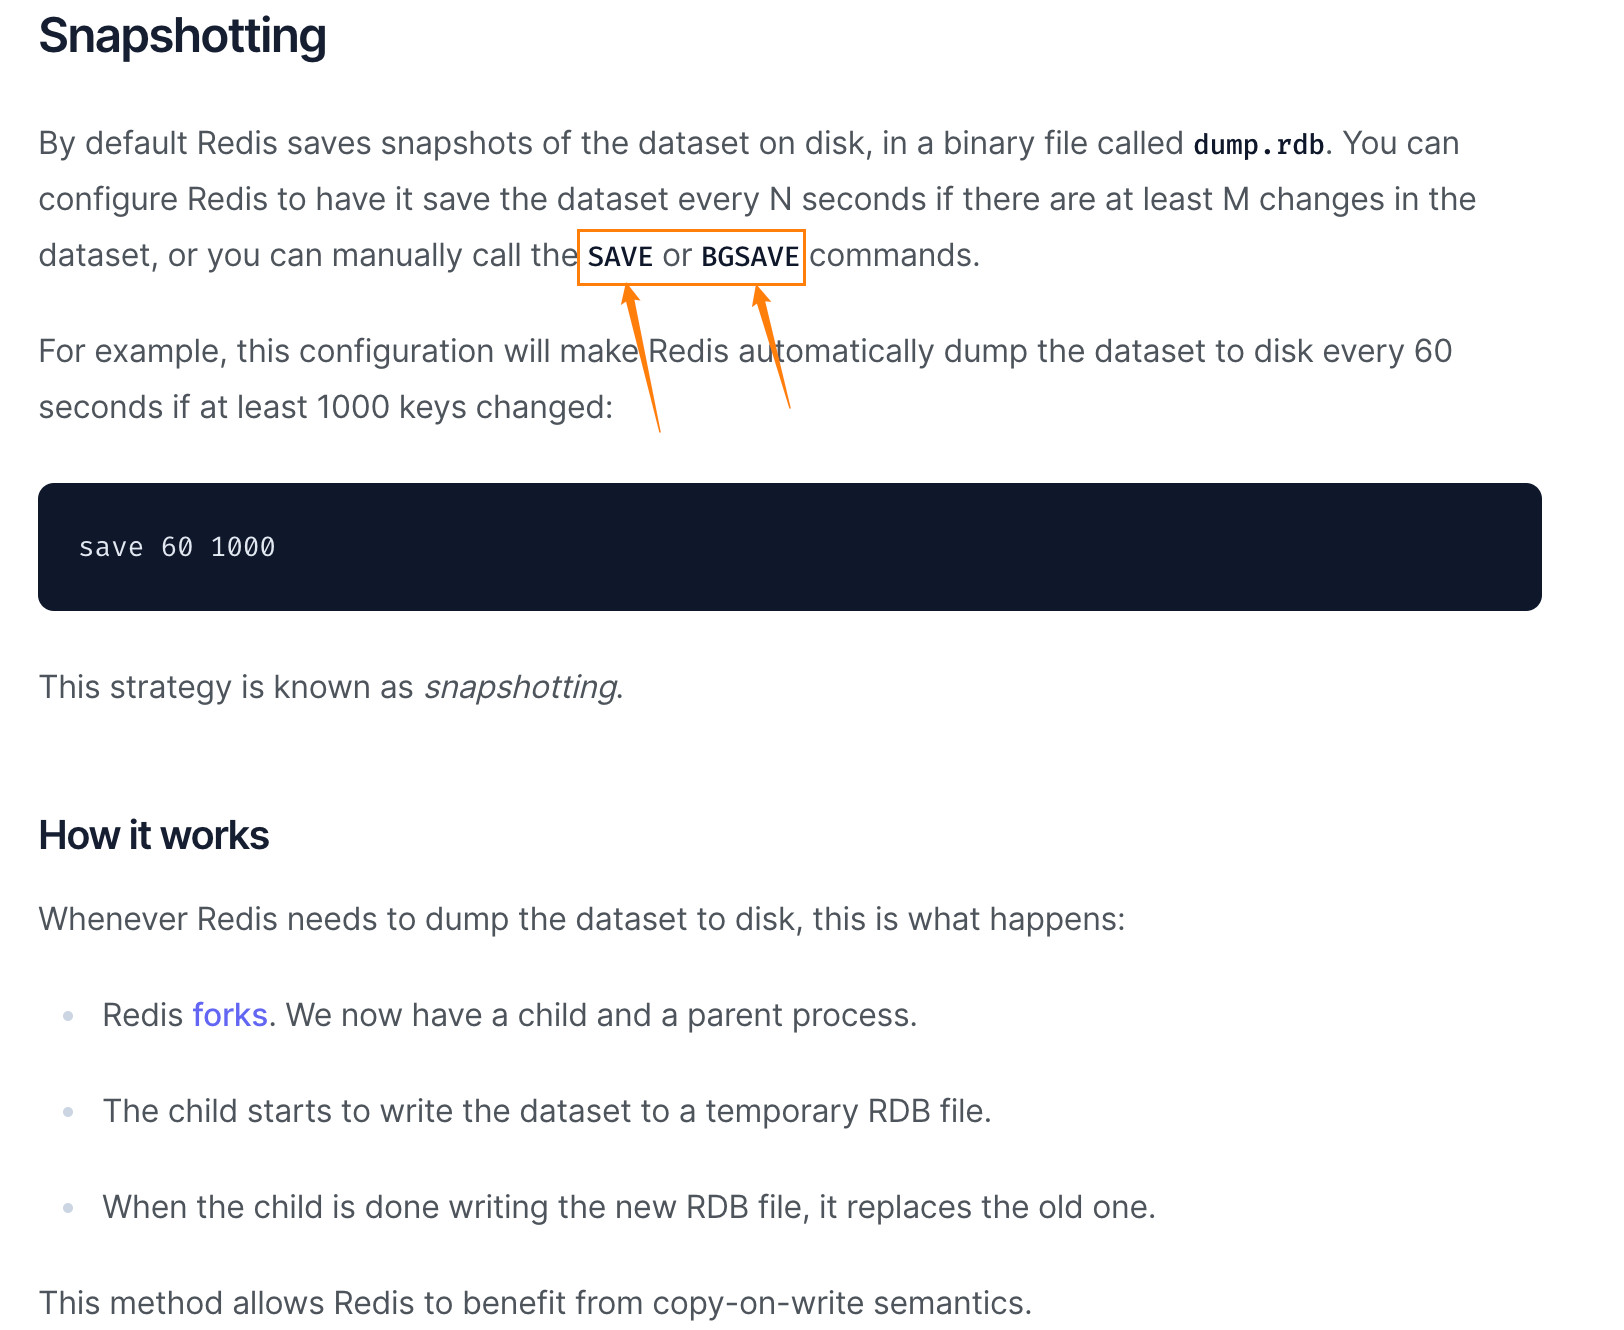 Snapshotting
By default Redis saves snapshots of the dataset on disk, in a binary file called dump.rdb. You can
configure Redis to have it save the dataset every N seconds if there are at least M changes in the
dataset, or you can manually call the SAVE or BGSAVE commands.
For example, this configuration will make Redis automatically dump the dataset to disk every 60
seconds if at least 1000 keys changed:
save 60 1000
This strategy is known as snapshotting.
How it works
Whenever Redis needs to dump the dataset to disk, this is what happens:
• Redis forks. We now have a child and a parent process.
• The child starts to write the dataset to a temporary RDB file.
• When the child is done writing the new RDB file, it replaces the old one.
This method allows Redis to benefit from copy-on-write semantics.